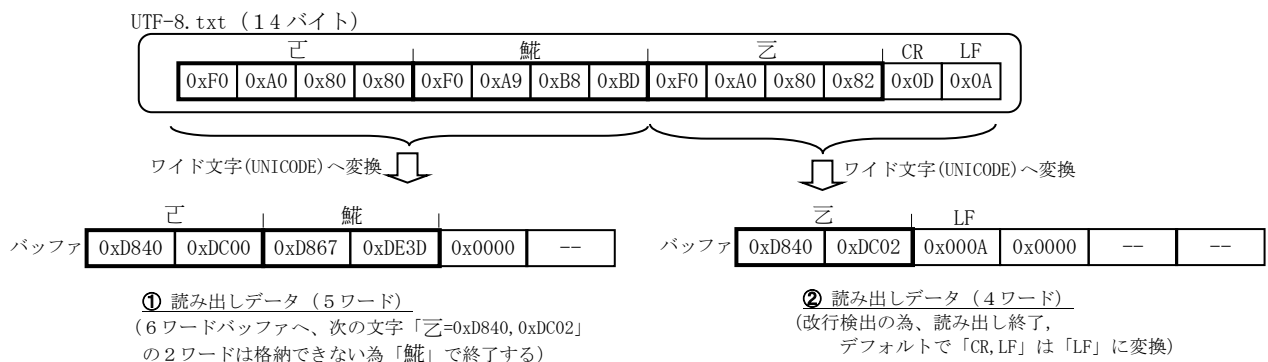 UTF-8.txt（１４バイト）
𠀀 𩸽 𠀂 CR LF
0xF0 0xA0 0x80 0x80 0xF0 0xA9 0xB8 0xBD 0xF0 0xA0 0x80 0x82 0x0D 0x0A
ワイド文字(UNICODE)へ変換 ワイド文字(UNICODE)へ変換
𠀀 𩸽
バッファ 0xD840 0xDC00 0xD867 0xDE3D 0x0000 --
𠀂 LF
バッファ 0xD840 0xDC02 0x000A 0x0000 -- --
① 読み出しデータ（５ワード）
（６ワードバッファへ、次の文字「𠀂=0xD840,0xDC02」
の２ワードは格納できない為「𩸽」で終了する）
② 読み出しデータ（４ワード）
(改行検出の為、読み出し終了,
デフォルトで「CR,LF」は「LF」に変換)